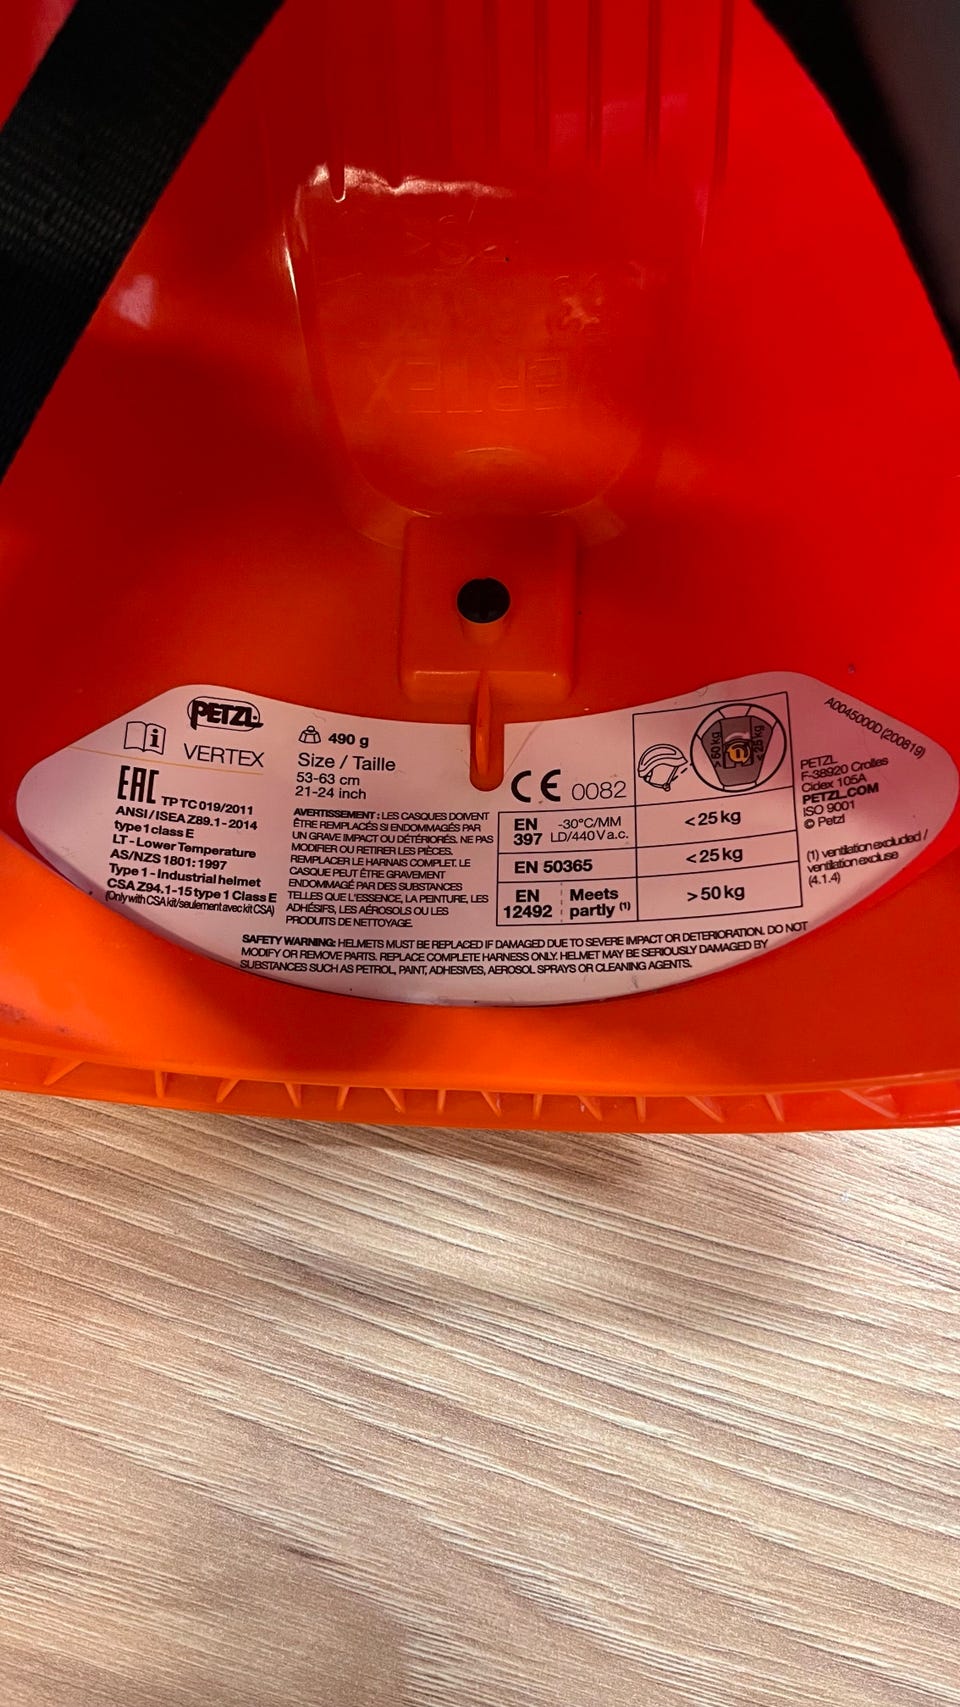 VERTEX
PETZL
VERTEX
EAC
TP TC 019/2011
ANSI/ISEA Z89.1-2014
type 1 class E
LT - Lower Temperature
AS/NZS 1801: 1997
Type 1 - Industrial helmet
CSA Z94.1-15 type 1 Class E
(Only with CSA kit/seulement avec kit CSA)
490 g
Size / Taille
53-63 cm
21-24 inch
AVERTISSEMENT : LES CASQUES DOIVENT
ÊTRE REMPLACÉS SI ENDOMMAGÉS PAR
UN GRAVE IMPACT OU DÉTÉRIORÉS. NE PAS
MODIFIER OU RETIRER LES PIÈCES.
REMPLACER LE HARNAIS COMPLET. LE
CASQUE PEUT ÊTRE GRAVEMENT
ENDOMMAGÉ PAR DES SUBSTANCES
TELLES QUE L'ESSENCE, LA PEINTURE, LES
ADHÉSIFS, LES AÉROSOLS OU LES
PRODUITS DE NETTOYAGE.
CE 0082
EN 397 -30°C/MM LD/440Va.c. <25 kg
EN 50365 <25 kg
EN 12492 Meets partly (1) >50 kg
PETZL
F-38920 Crolles
Cidex 105A
PETZL.COM
ISO 9001
© Petzl
(1) ventilation excluded /
ventilation excluse
(4.1.4)
A0045000D (200819)
SAFETY WARNING: HELMETS MUST BE REPLACED IF DAMAGED DUE TO SEVERE IMPACT OR DETERIORATION. DO NOT
MODIFY OR REMOVE PARTS. REPLACE COMPLETE HARNESS ONLY. HELMET MAY BE SERIOUSLY DAMAGED BY
SUBSTANCES SUCH AS PETROL, PAINT, ADHESIVES, AEROSOL SPRAYS OR CLEANING AGENTS.